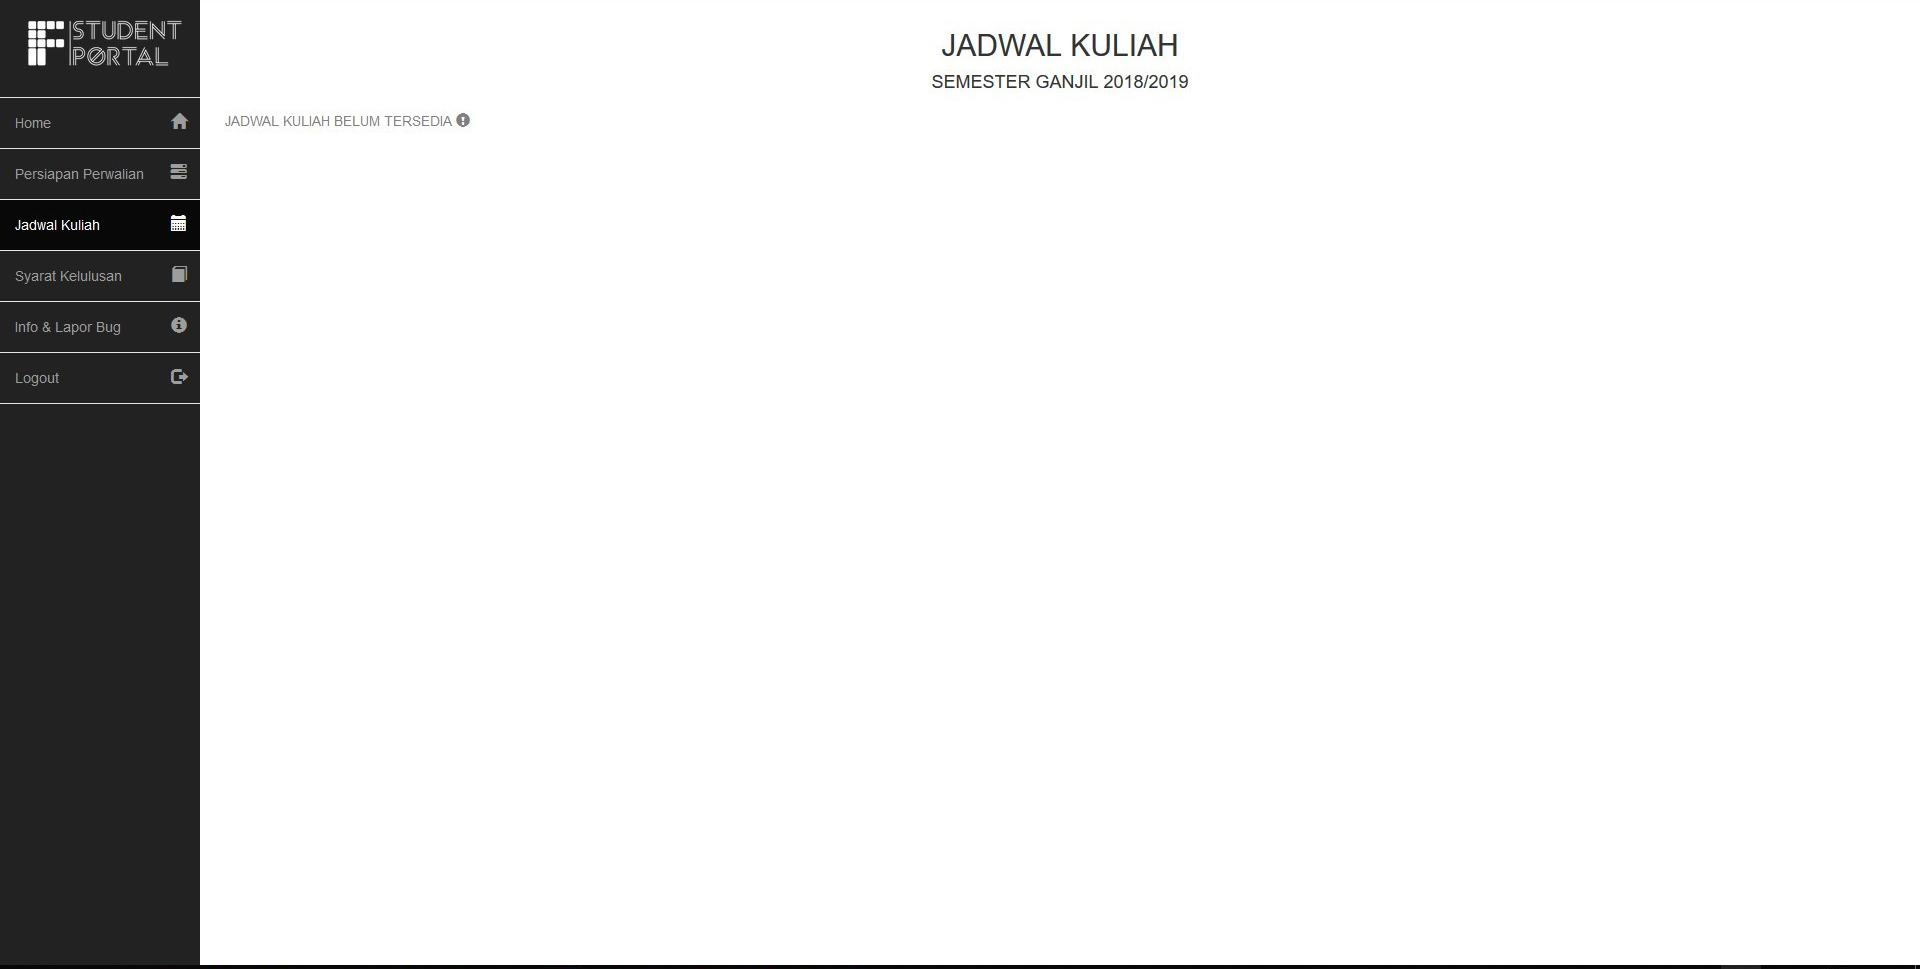 STUDENT
PØRTAL
Home
Persiapan Perwalian
Jadwal Kuliah
Syarat Kelulusan
Info & Lapor Bug
Logout
JADWAL KULIAH
SEMESTER GANJIL 2018/2019
JADWAL KULIAH BELUM TERSEDIA